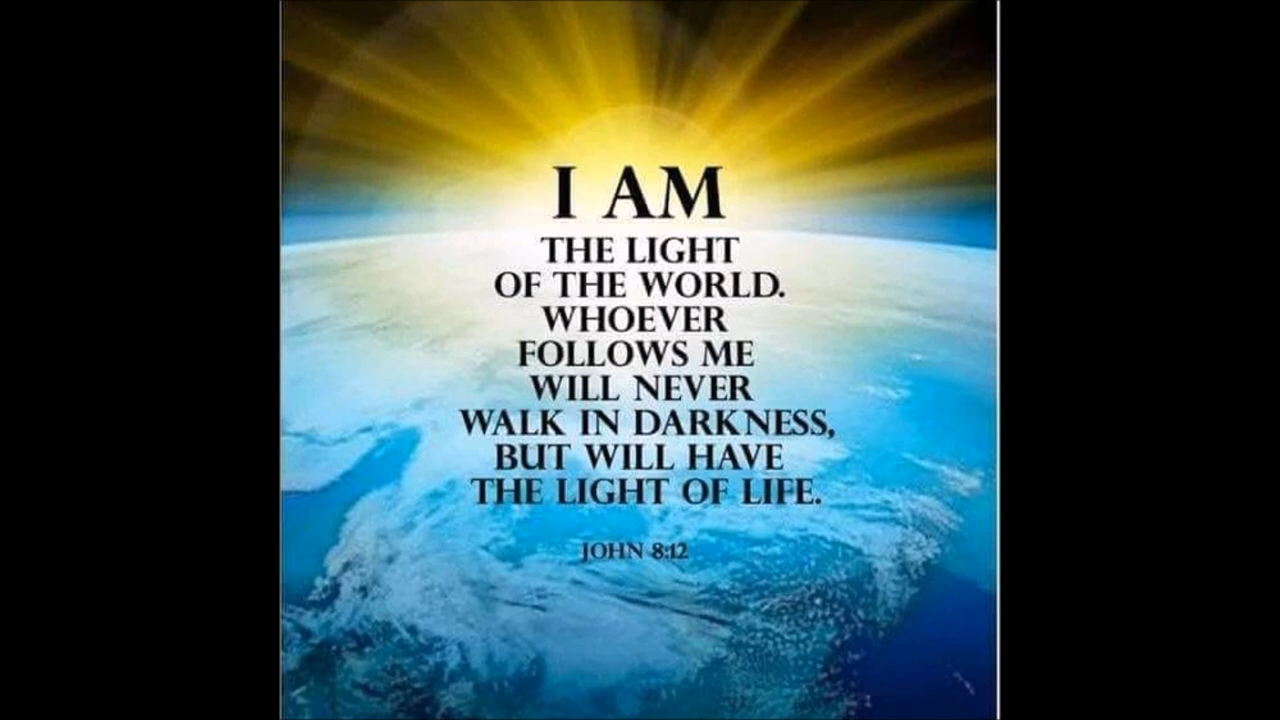 I AM
THE LIGHT
OF THE WORLD.
WHOEVER
FOLLOWS ME
WILL NEVER
WALK IN DARKNESS,
BUT WILL HAVE
THE LIGHT OF LIFE.
JOHN 8:12